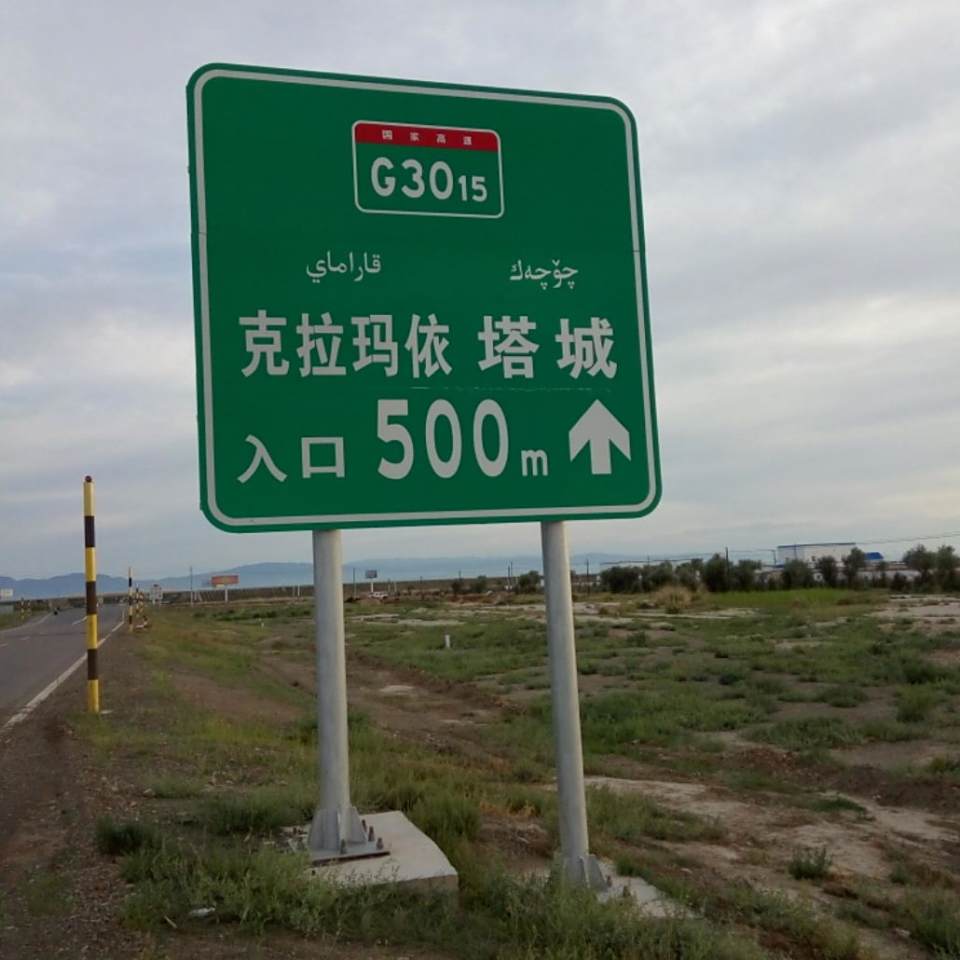 国家高速
G3015
قاراماي چۆچەك
克拉玛依 塔城
入口 500m